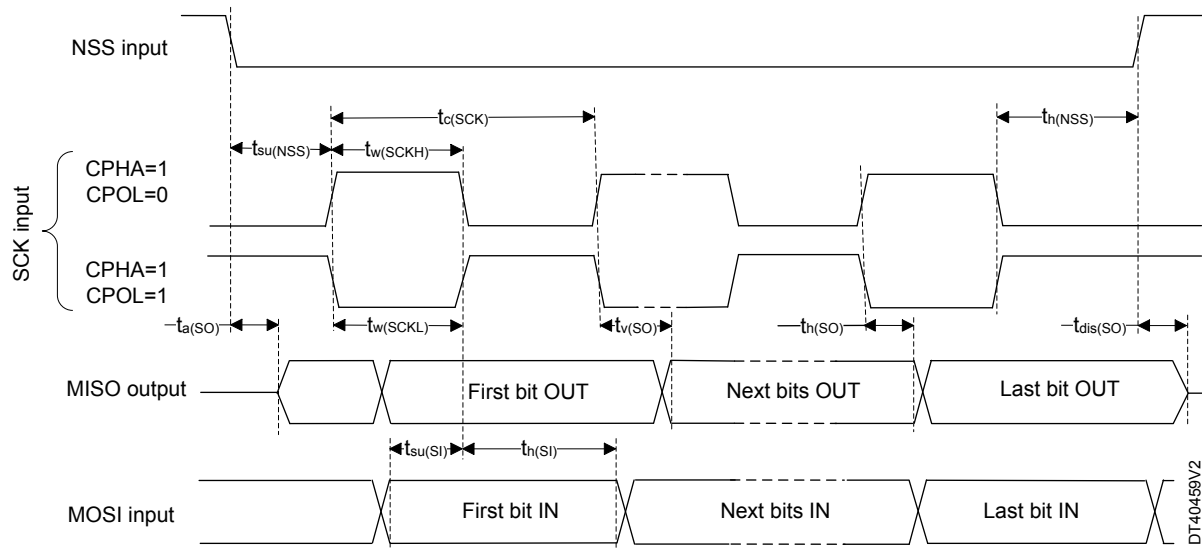 NSS input
tc(SCK)
th(NSS)
tsu(NSS)
tw(SCKH)
CPHA=1
CPOL=0
SCK input
CPHA=1
CPOL=1
ta(SO)
tw(SCKL)
tv(SO)
th(SO)
tdis(SO)
MISO output
First bit OUT
Next bits OUT
Last bit OUT
tsu(SI)
th(SI)
MOSI input
First bit IN
Next bits IN
Last bit IN
DT40459V2